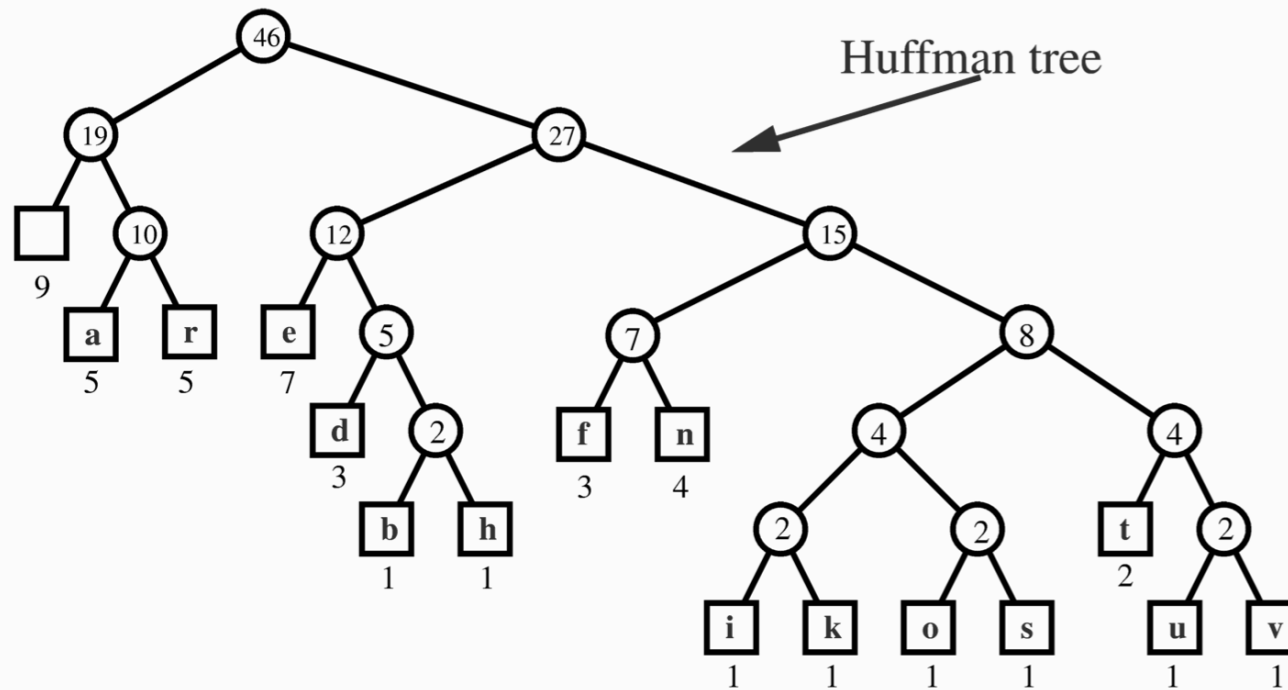 46
Huffman tree
19 27
10 12 15
9
a r e 5 7 8
5 5 7
d 2 f n 4 4
3 3 4
b h 2 2 t 2
1 1 2
i k o s u v
1 1 1 1 1 1